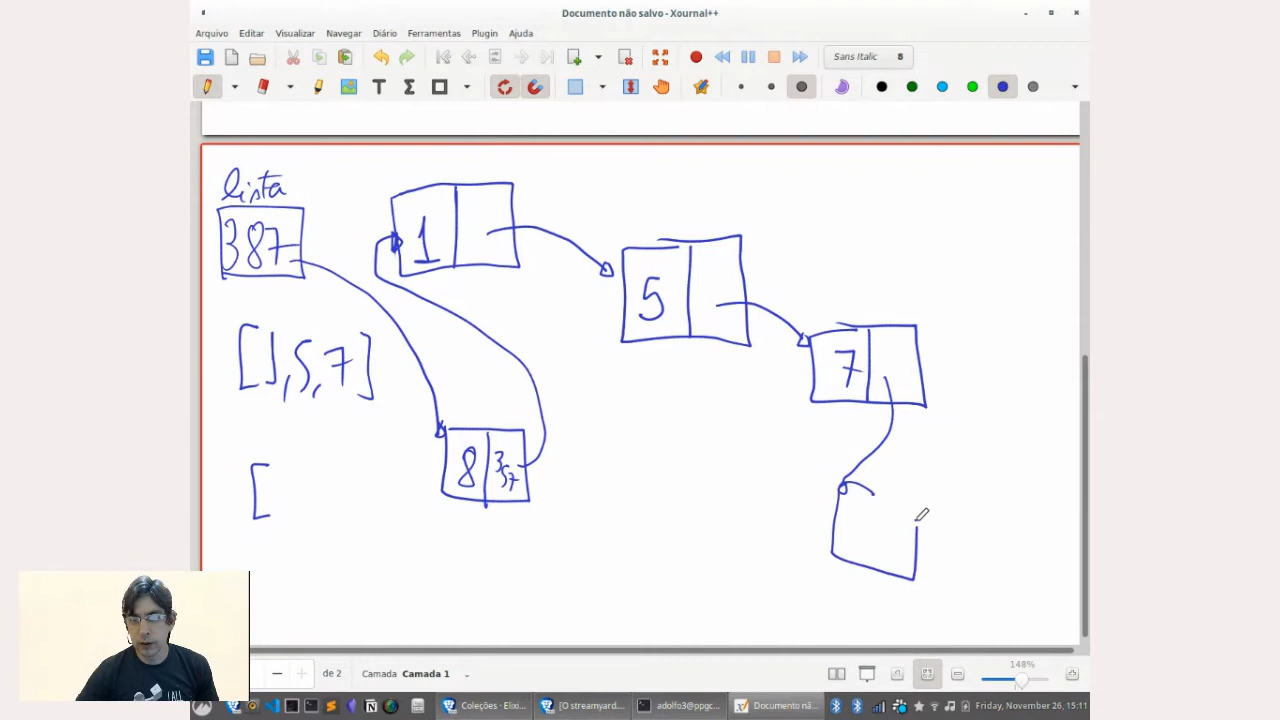 Documento não salvo - Xournal++
Arquivo Editar Visualizar Navegar Diário Ferramentas Plugin Ajuda
Sans Italic 8
lista
387
1
5
7
[1,5,7]
8
357
[
de 2 Camada Camada 1
148%
Coleções - Elixi... [O streamyard... adolfo3@ppgc... Documento nã... Friday, November 26, 15:11